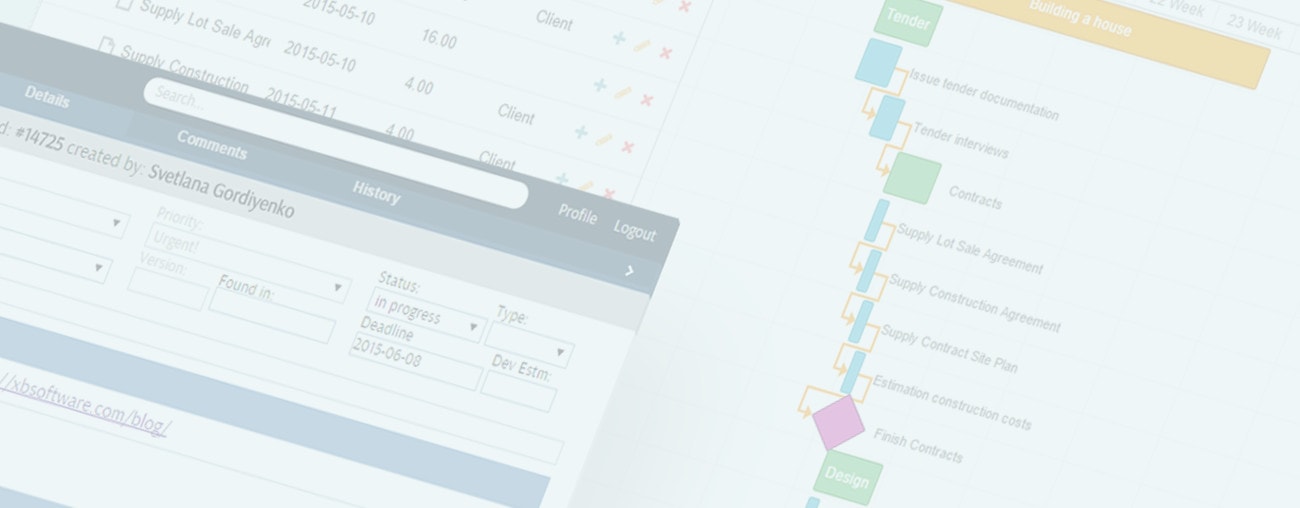 2015-05-10
Client
Supply Lot Sale Agre
2015-05-10
16.00
Supply Construction
2015-05-11
4.00
Client
4.00
Client
Details
Comments
History
Search...
Profile
Logout
d: #14725 created by: Svetlana Gordiyenko
Priority:
Urgent!
Version:
Found in:
Status:
in progress
Deadline
2015-06-08
Type:
Dev Estm:
//xbsoftware.com/blog/
22 Week
23 Week
Building a house
Tender
Issue tender documentation
Tender interviews
Contracts
Supply Lot Sale Agreement
Supply Construction Agreement
Supply Contract Site Plan
Estimation construction costs
Finish Contracts
Design